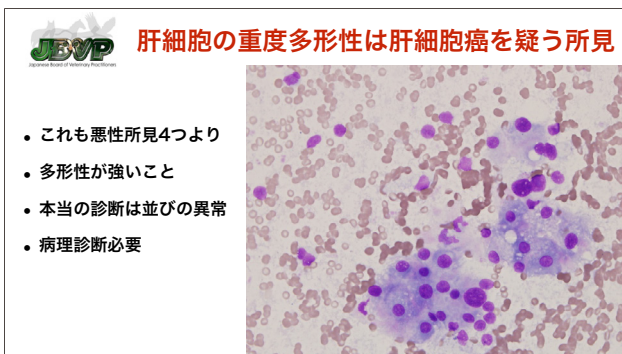 JBVP
Japanese Board of Veterinary Practitioners
肝細胞の重度多形性は肝細胞癌を疑う所見
• これも悪性所見4つより
• 多形性が強いこと
• 本当の診断は並びの異常
• 病理診断必要